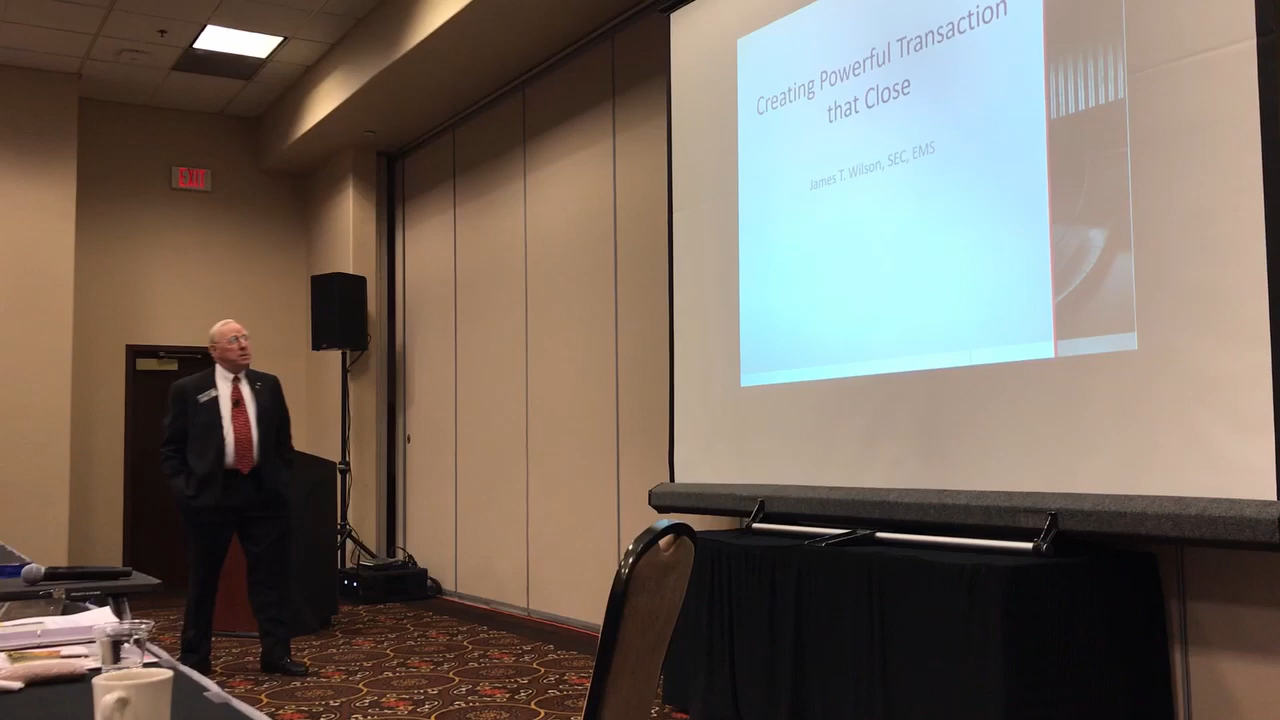 Creating Powerful Transaction
that Close
James T. Wilson, SEC, EMS
EXIT